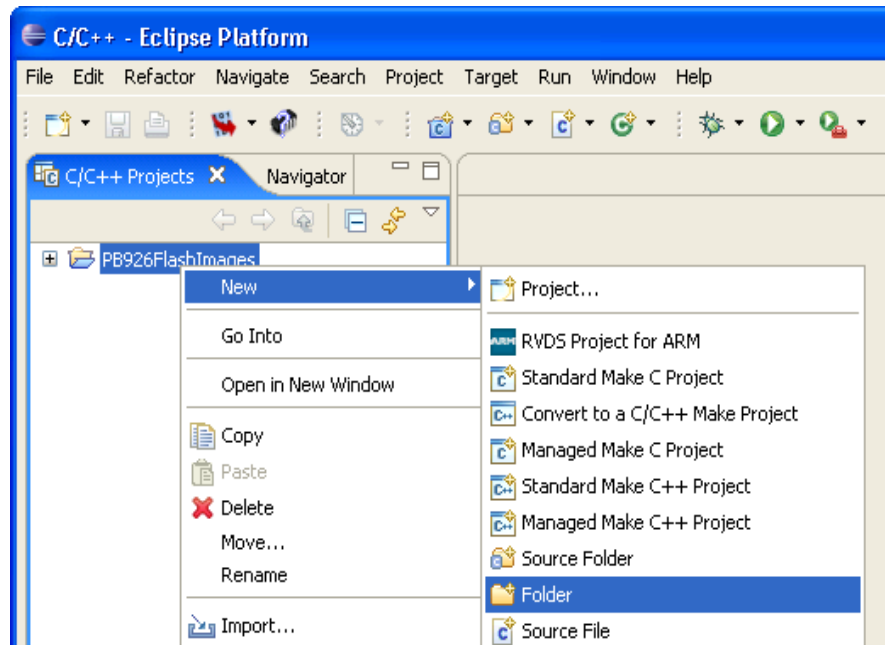 C/C++ - Eclipse Platform
File Edit Refactor Navigate Search Project Target Run Window Help
C/C++ Projects Navigator
PB926FlashImages
New
Go Into
Open in New Window
Copy
Paste
Delete
Move...
Rename
Import...
Project...
ARM RVDS Project for ARM
Standard Make C Project
Convert to a C/C++ Make Project
Managed Make C Project
Standard Make C++ Project
Managed Make C++ Project
Source Folder
Folder
Source File